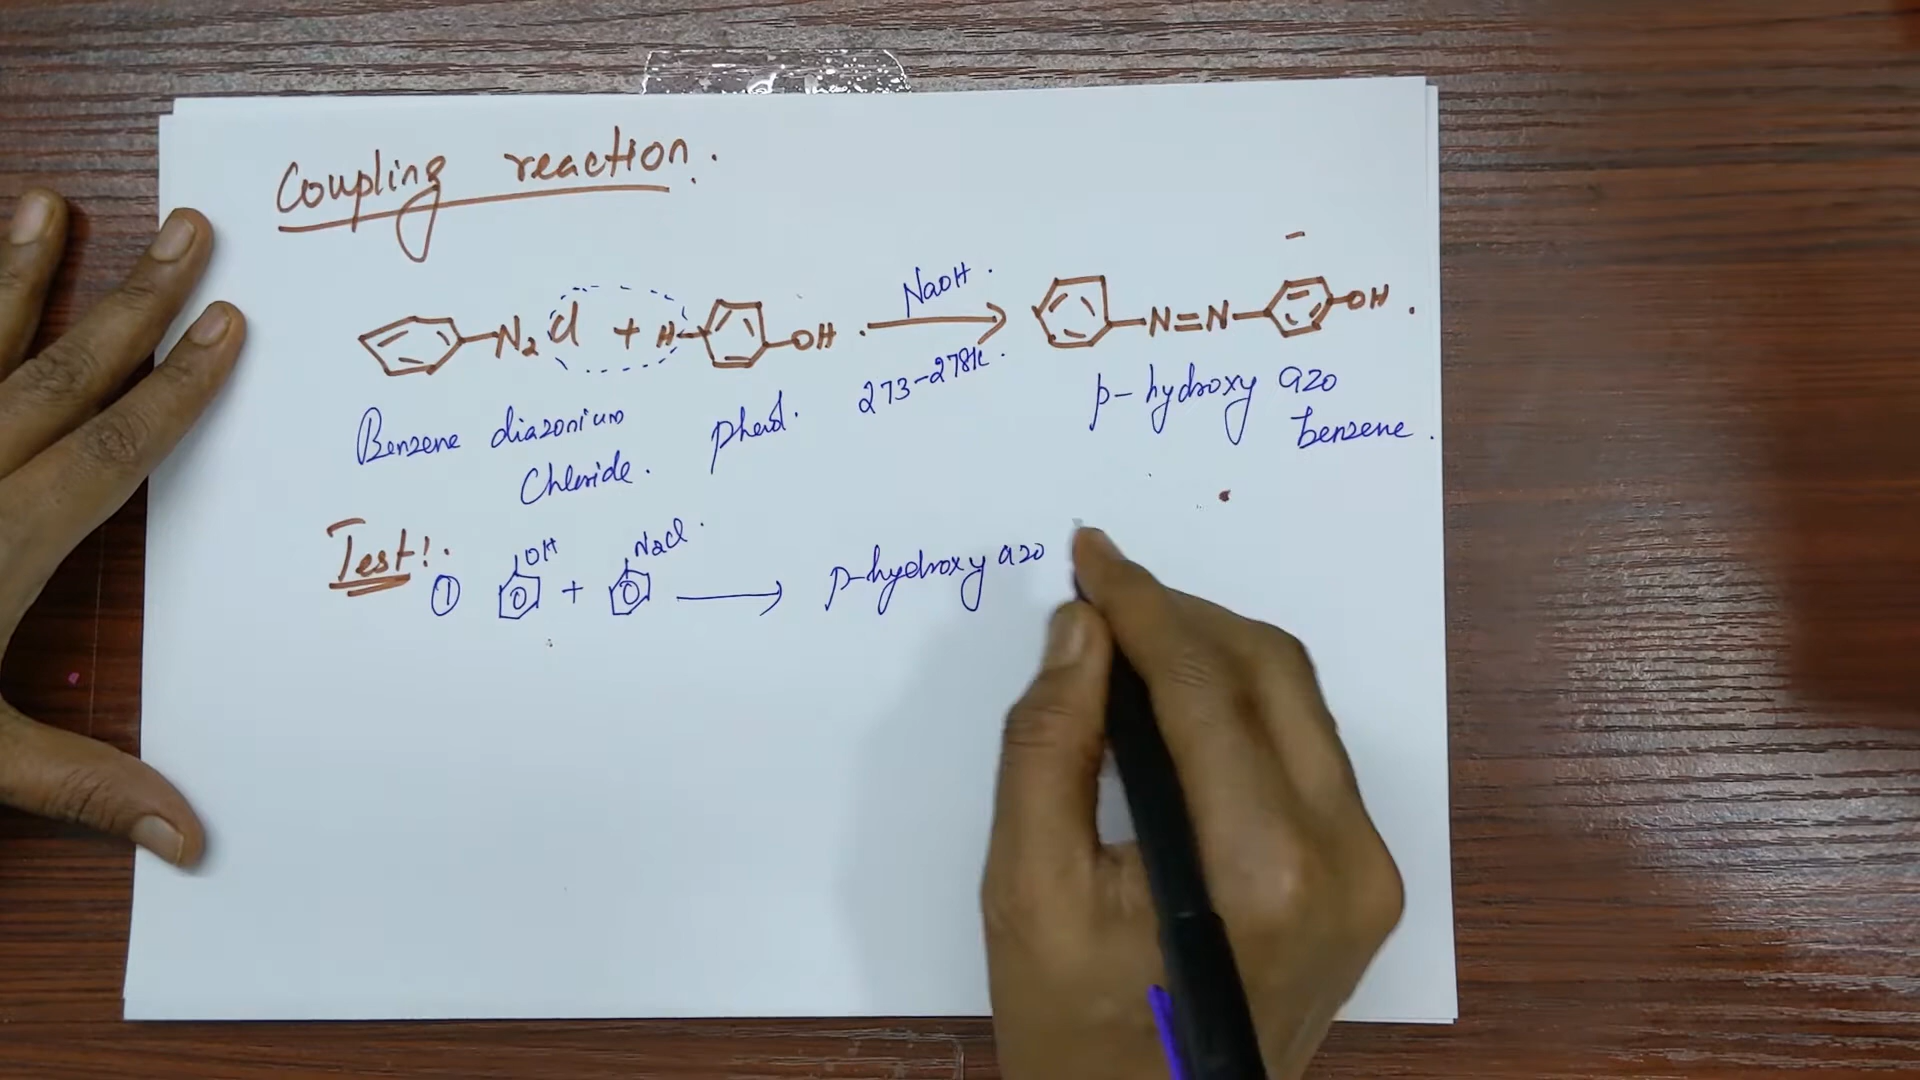 Coupling reaction.
N2Cl + H OH . NaOH . N=N OH .
273-278K .
Benzene diazonium Chloride . phenol . p-hydroxy azo benzene .
Test! .
① OH + N2Cl . p-hydroxy azo